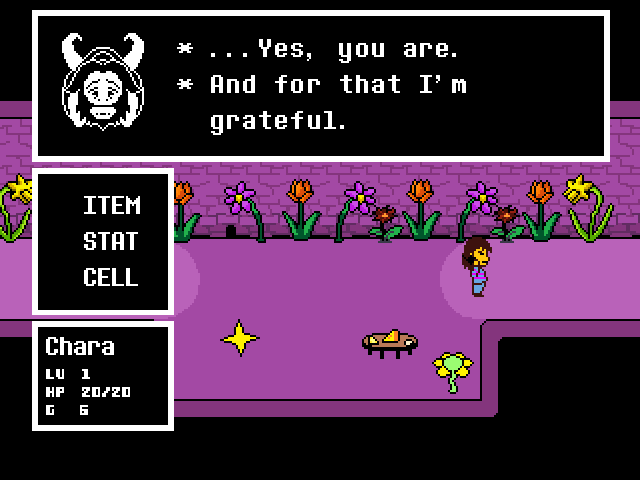 * ...Yes, you are.
* And for that I'm
grateful.
ITEM
STAT
CELL
Chara
LV 1
HP 20/20
G 6